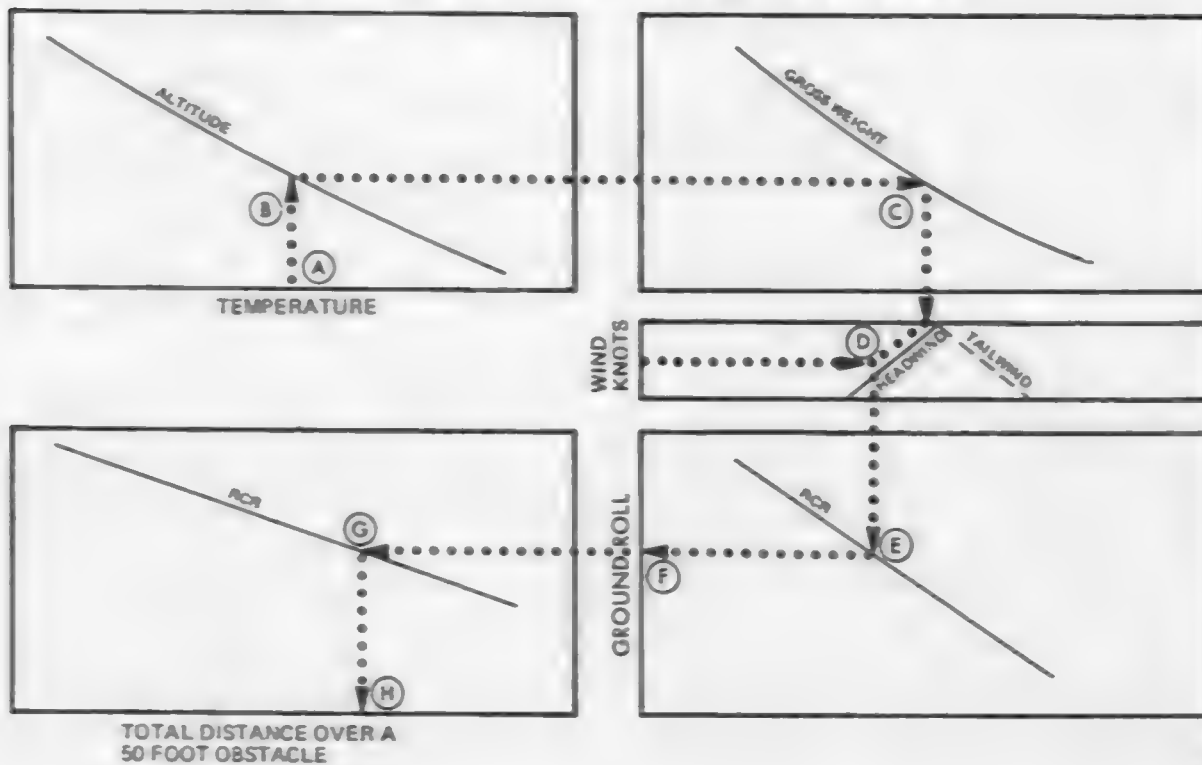 ALTITUDE
B
A
TEMPERATURE
GROSS WEIGHT
C
WIND
KNOTS
D
HEADWIND
TAILWIND
RCR
G
H
TOTAL DISTANCE OVER A
50 FOOT OBSTACLE
GROUND ROLL
RCR
E
F